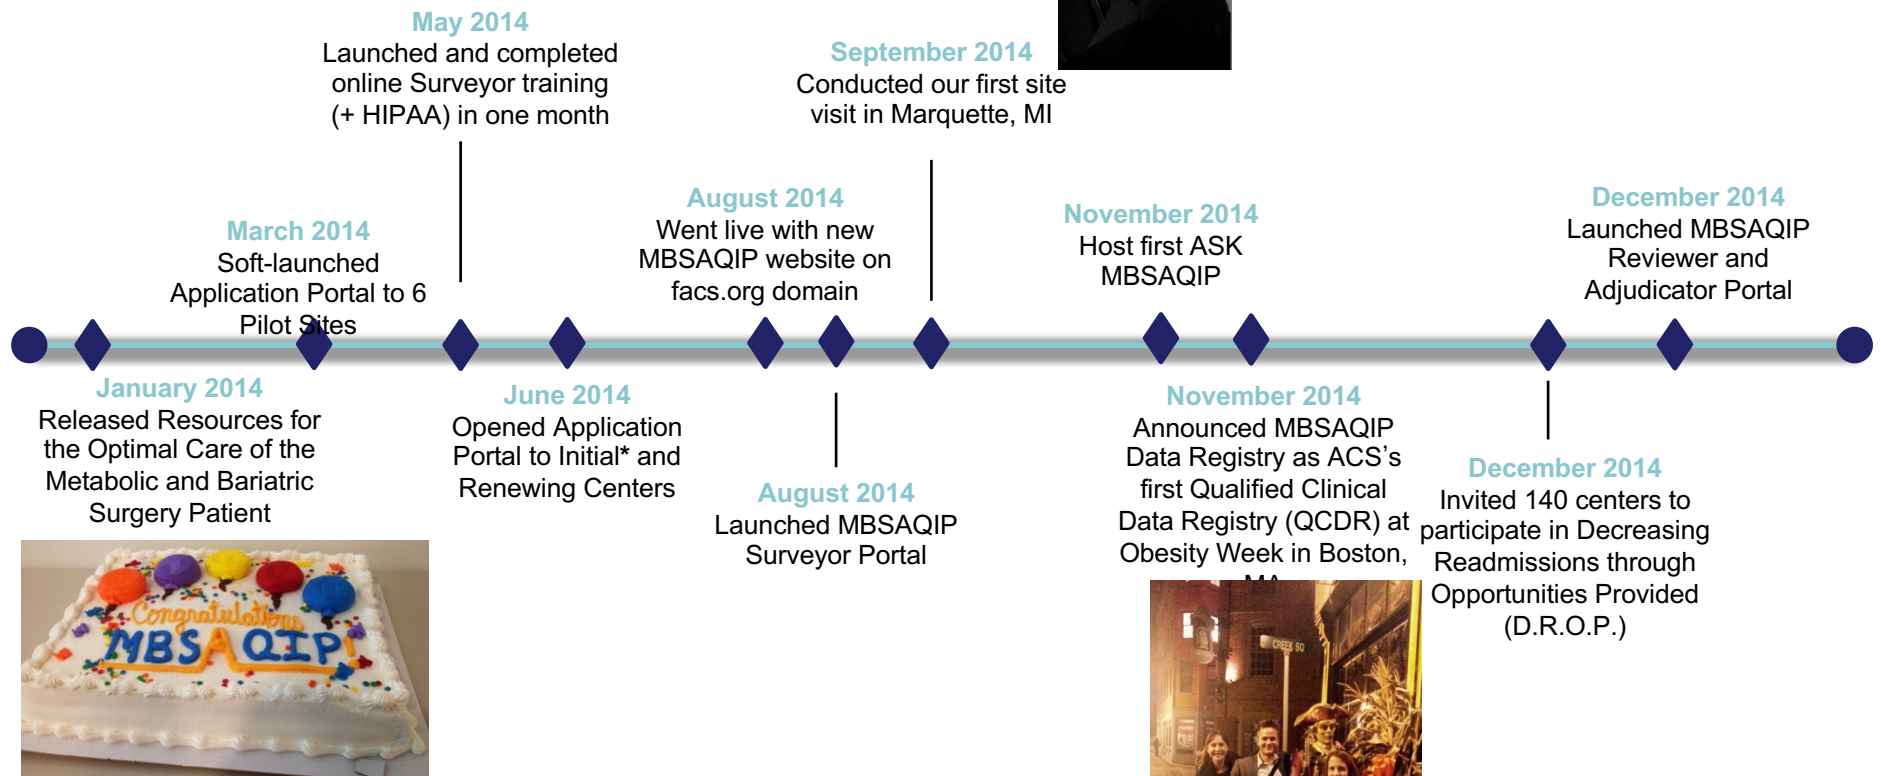 May 2014
Launched and completed
online Surveyor training
(+ HIPAA) in one month
September 2014
Conducted our first site
visit in Marquette, MI
March 2014
Soft-launched
Application Portal to 6
Pilot Sites
August 2014
Went live with new
MBSAQIP website on
facs.org domain
November 2014
Host first ASK
MBSAQIP
December 2014
Launched MBSAQIP
Reviewer and
Adjudicator Portal
January 2014
Released Resources for
the Optimal Care of the
Metabolic and Bariatric
Surgery Patient
June 2014
Opened Application
Portal to Initial* and
Renewing Centers
August 2014
Launched MBSAQIP
Surveyor Portal
November 2014
Announced MBSAQIP
Data Registry as ACS’s
first Qualified Clinical
Data Registry (QCDR) at
Obesity Week in Boston,
MA
December 2014
Invited 140 centers to
participate in Decreasing
Readmissions through
Opportunities Provided
(D.R.O.P.)
Congratulations
MBSAQIP!
CREEK SQ